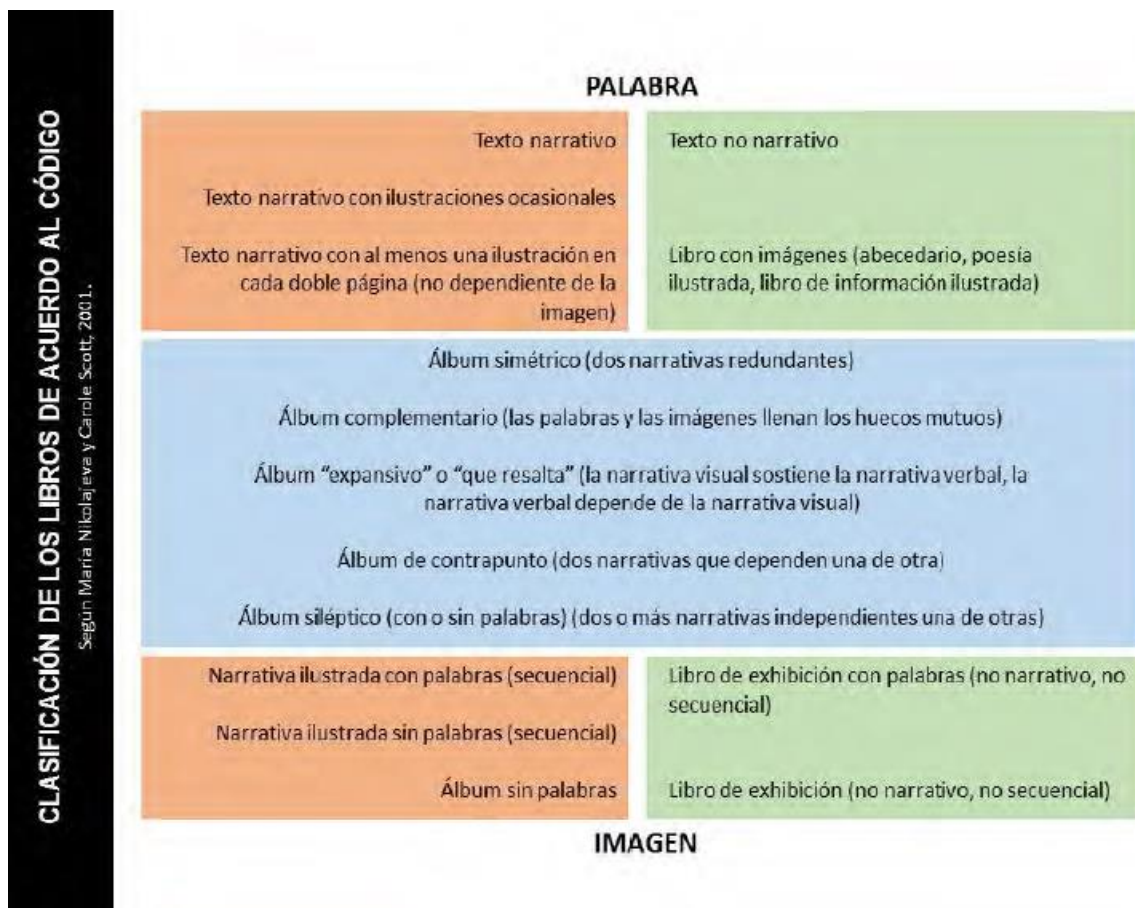 CLASIFICACIÓN DE LOS LIBROS DE ACUERDO AL CÓDIGO
Según María Nikolajeva y Carole Scott, 2001.
PALABRA
Texto narrativo
Texto narrativo con ilustraciones ocasionales
Texto narrativo con al menos una ilustración en
cada doble página (no dependiente de la
imagen)
Texto no narrativo
Libro con imágenes (abecedario, poesía
ilustrada, libro de información ilustrada)
Álbum simétrico (dos narrativas redundantes)
Álbum complementario (las palabras y las imágenes llenan los huecos mutuos)
Álbum "expansivo" o "que resalta" (la narrativa visual sostiene la narrativa verbal, la
narrativa verbal depende de la narrativa visual)
Álbum de contrapunto (dos narrativas que dependen una de otra)
Álbum siléptico (con o sin palabras) (dos o más narrativas independientes una de otras)
Narrativa ilustrada con palabras (secuencial)
Narrativa ilustrada sin palabras (secuencial)
Álbum sin palabras
Libro de exhibición con palabras (no narrativo, no
secuencial)
Libro de exhibición (no narrativo, no secuencial)
IMAGEN